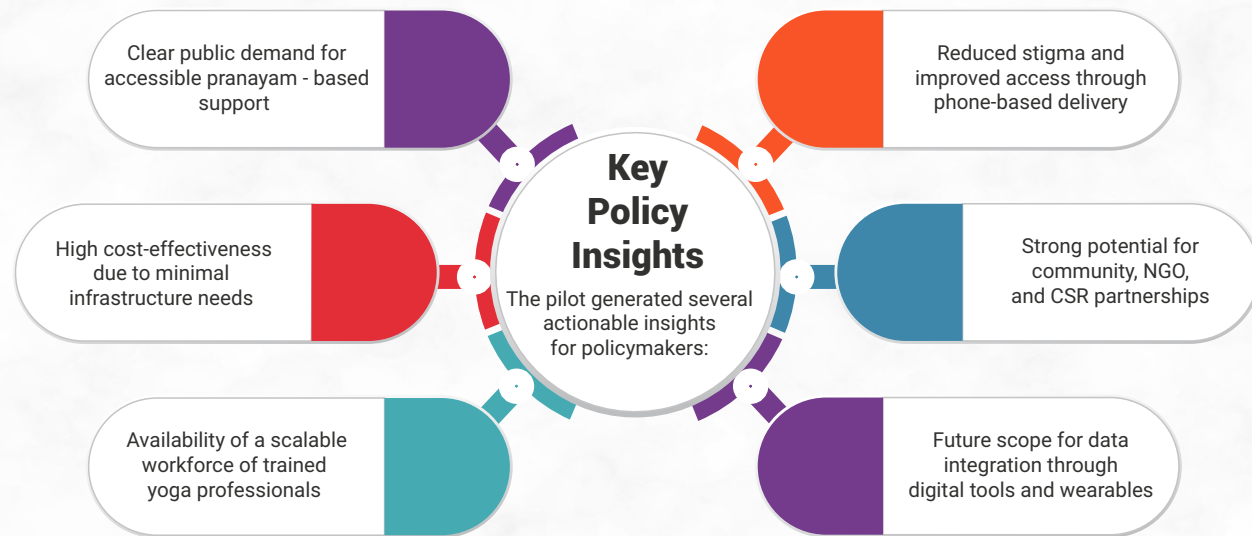 Key
Policy
Insights
The pilot generated several
actionable insights
for policymakers:
Clear public demand for
accessible pranayam - based
support
High cost-effectiveness
due to minimal
infrastructure needs
Availability of a scalable
workforce of trained
yoga professionals
Reduced stigma and
improved access through
phone-based delivery
Strong potential for
community, NGO,
and CSR partnerships
Future scope for data
integration through
digital tools and wearables